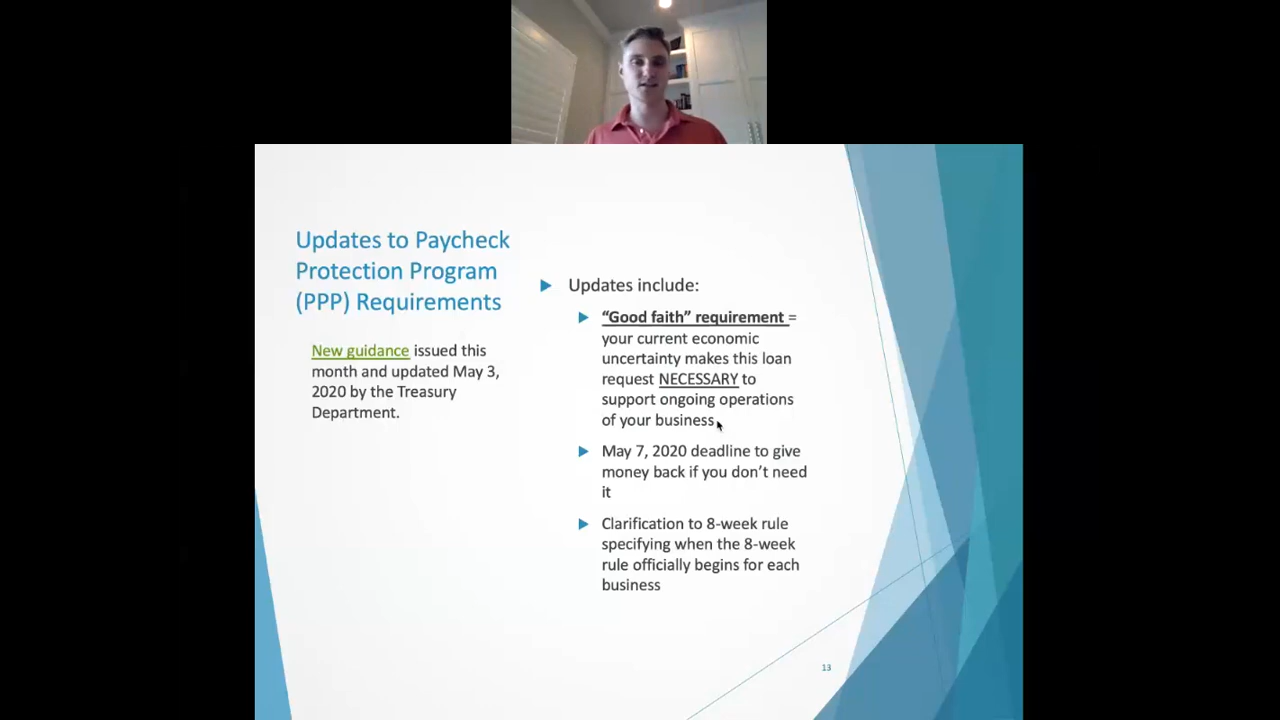 Updates to Paycheck
Protection Program
(PPP) Requirements
New guidance issued this
month and updated May 3,
2020 by the Treasury
Department.
Updates include:
“Good faith” requirement =
your current economic
uncertainty makes this loan
request NECESSARY to
support ongoing operations
of your business
May 7, 2020 deadline to give
money back if you don’t need
it
Clarification to 8-week rule
specifying when the 8-week
rule officially begins for each
business
13